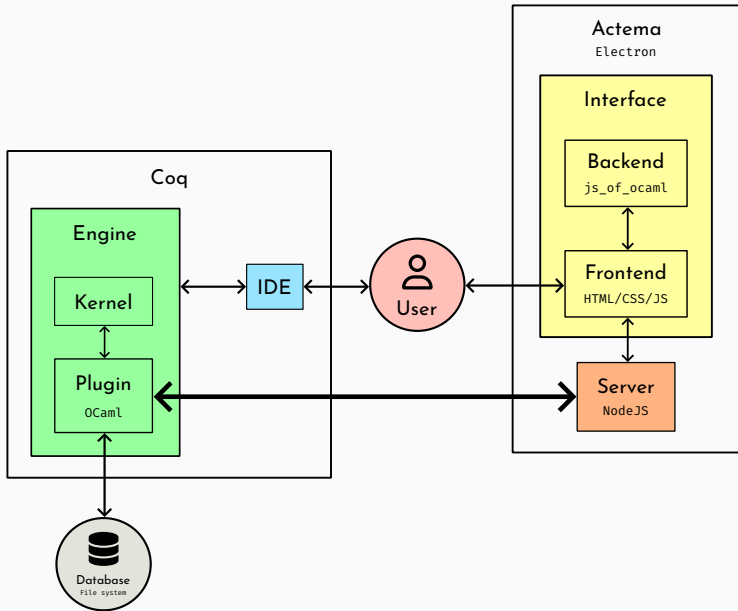 Actema
Electron
Interface
Backend
js_of_ocaml
Frontend
HTML/CSS/JS
Server
NodeJS
Coq
Engine
Kernel
Plugin
OCaml
IDE
User
Database
File system